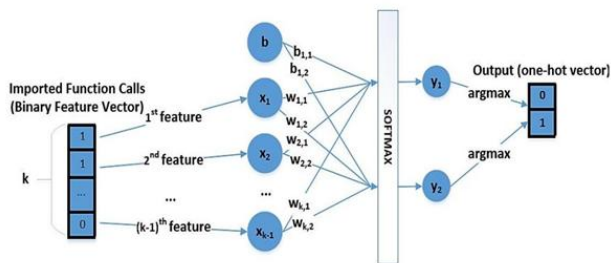 Imported Function Calls
(Binary Feature Vector)
k
1
1
...
0
1st feature
2nd feature
...
(k-1)th feature
b
x1
x2
...
xk-1
b1,1
b1,2
w1,1
w1,2
w2,1
w2,2
wk,1
wk,2
SOFTMAX
y1
y2
argmax
argmax
Output (one-hot vector)
0
1